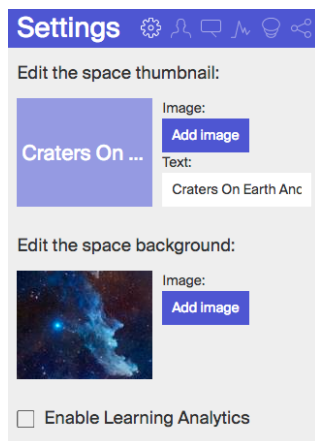 Settings
Edit the space thumbnail:
Craters On ...
Image:
Add image
Text:
Craters On Earth Anc
Edit the space background:
Image:
Add image
Enable Learning Analytics